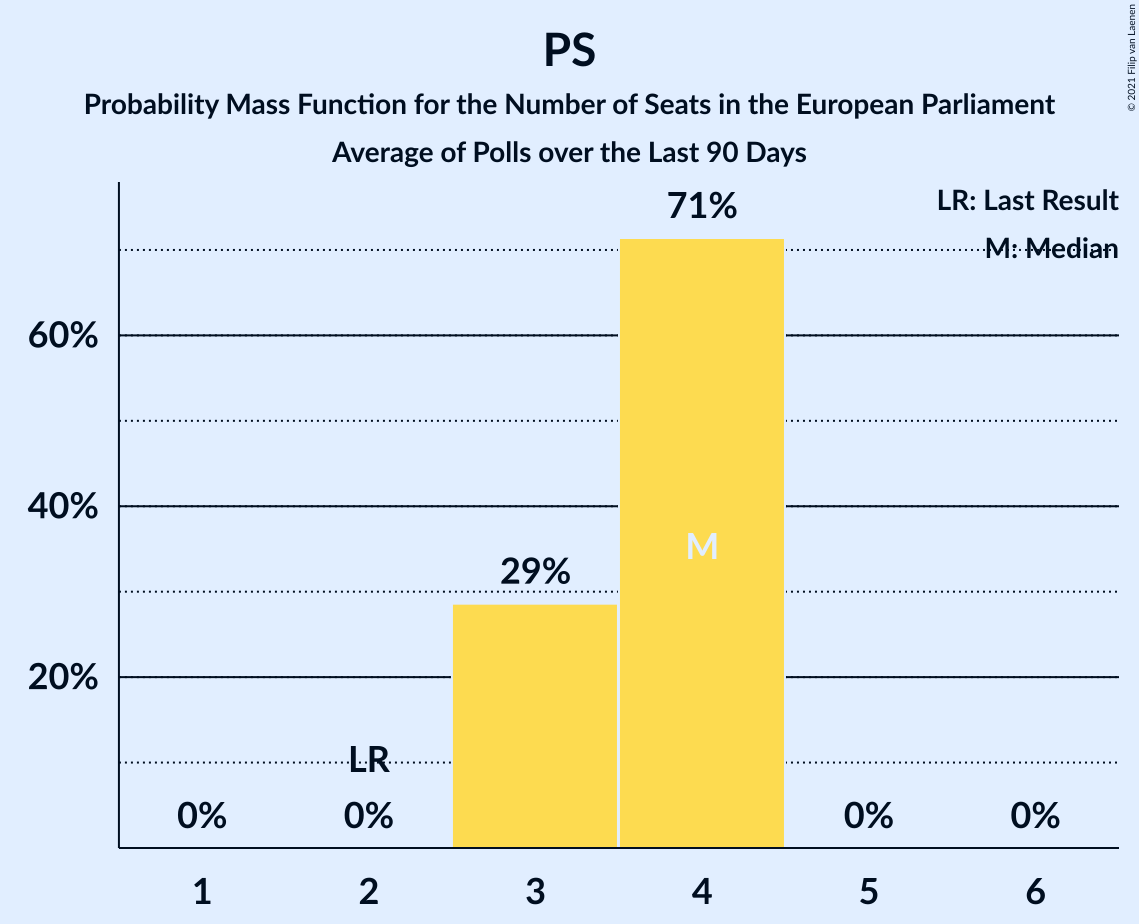 PS
Probability Mass Function for the Number of Seats in the European Parliament
Average of Polls over the Last 90 Days
© 2021 Filip van Laenen
LR: Last Result
M: Median
71%
60%
40%
M
29%
20%
LR
0%
0%
0%
0%
1
2
3
4
5
6